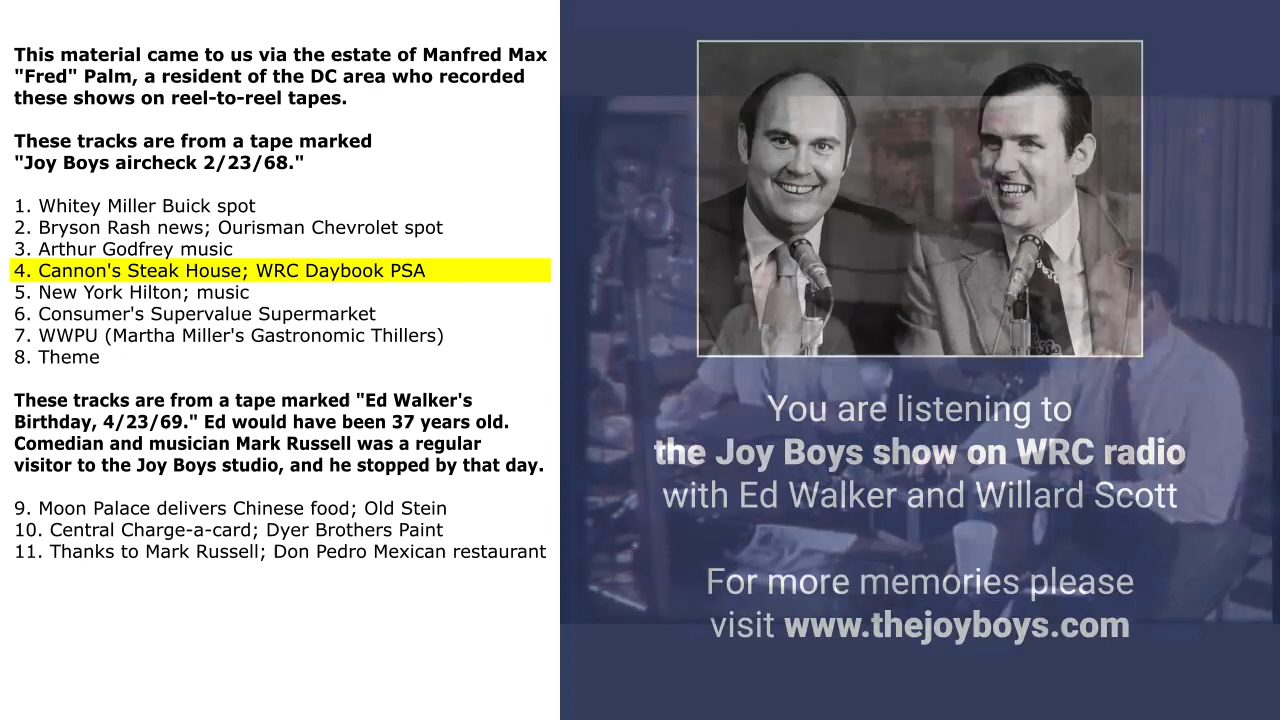 This material came to us via the estate of Manfred Max
"Fred" Palm, a resident of the DC area who recorded
these shows on reel-to-reel tapes.
These tracks are from a tape marked
"Joy Boys aircheck 2/23/68."
1. Whitey Miller Buick spot
2. Bryson Rash news; Ourisman Chevrolet spot
3. Arthur Godfrey music
4. Cannon's Steak House; WRC Daybook PSA
5. New York Hilton; music
6. Consumer's Supervalue Supermarket
7. WWPU (Martha Miller's Gastronomic Thillers)
8. Theme
These tracks are from a tape marked "Ed Walker's
Birthday, 4/23/69." Ed would have been 37 years old.
Comedian and musician Mark Russell was a regular
visitor to the Joy Boys studio, and he stopped by that day.
9. Moon Palace delivers Chinese food; Old Stein
10. Central Charge-a-card; Dyer Brothers Paint
11. Thanks to Mark Russell; Don Pedro Mexican restaurant
You are listening to
the Joy Boys show on WRC radio
with Ed Walker and Willard Scott
For more memories please
visit www.thejoyboys.com